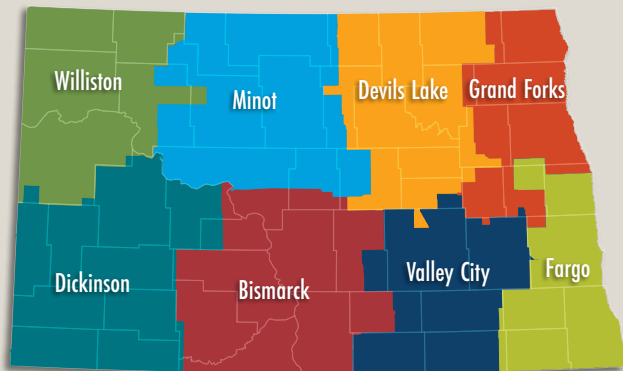 Williston
Minot
Devils Lake
Grand Forks
Dickinson
Bismarck
Valley City
Fargo